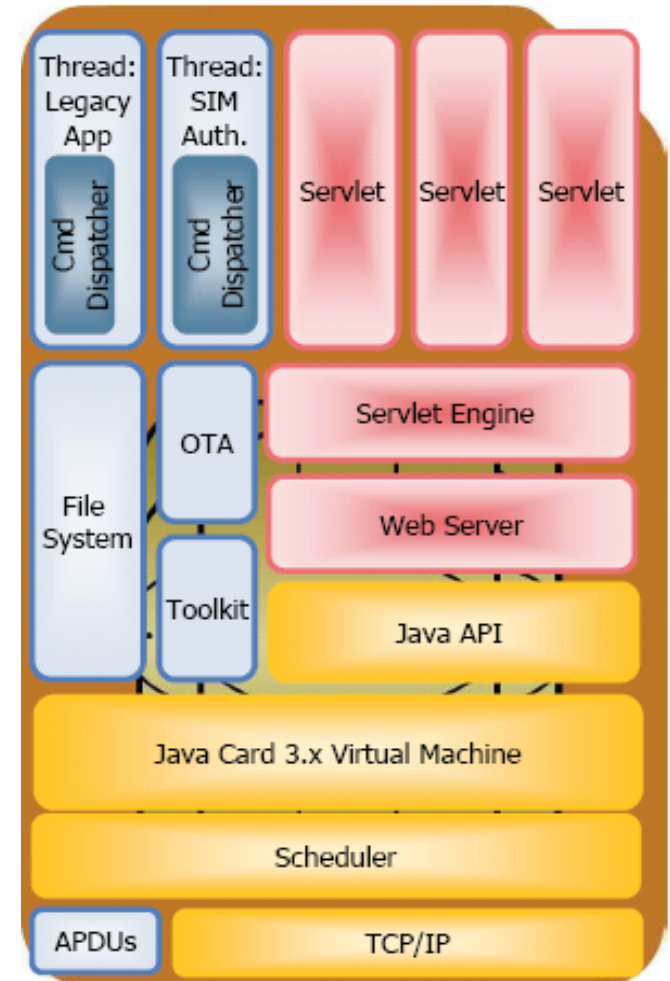 Thread:
Legacy
App
Cmd
Dispatcher
Thread:
SIM
Auth.
Cmd
Dispatcher
Servlet
Servlet
Servlet
File
System
OTA
Toolkit
Servlet Engine
Web Server
Java API
Java Card 3.x Virtual Machine
Scheduler
APDUs
TCP/IP